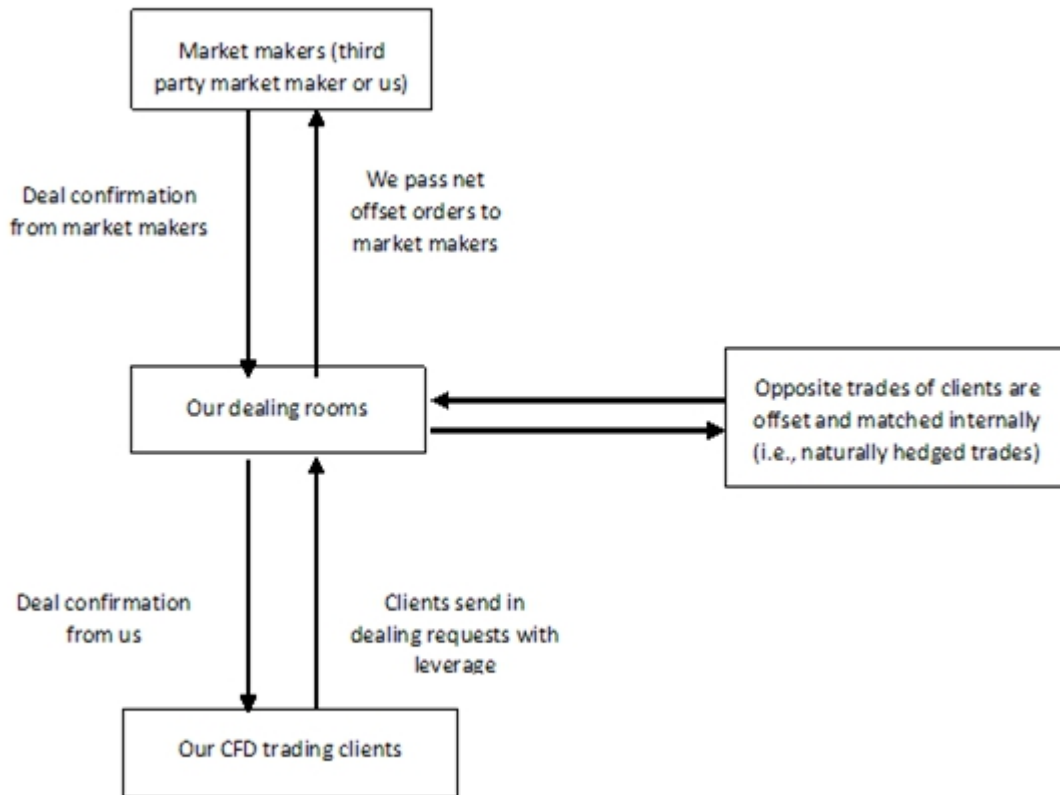 Market makers (third
party market maker or us)
Deal confirmation
from market makers
We pass net
offset orders to
market makers
Our dealing rooms
Opposite trades of clients are
offset and matched internally
(i.e., naturally hedged trades)
Deal confirmation
from us
Clients send in
dealing requests with
leverage
Our CFD trading clients